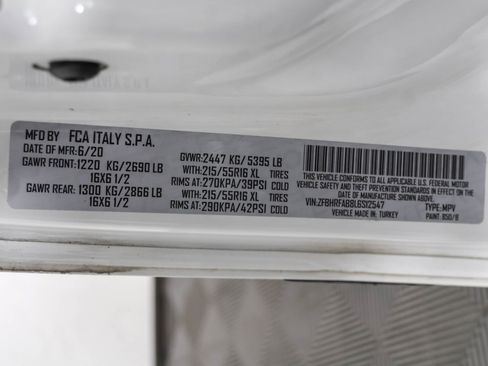 MFD BY FCA ITALY S.P.A.
DATE OF MFR: 6/20 GVWR: 2447 KG/ 5395 LB
GAWR FRONT: 1220 KG/2690 LB WITH: 215/55R16 XL TIRES
16X6 1/2 RIMS AT: 270KPA/39PSI COLD
GAWR REAR: 1300 KG/2866 LB WITH: 215/55R16 XL TIRES
16X6 1/2 RIMS AT: 290KPA/42PSI COLD
THIS VEHICLE CONFORMS TO ALL APPLICABLE U.S. FEDERAL MOTOR
VEHICLE SAFETY AND THEFT PREVENTION STANDARDS IN EFFECT ON THE
DATE OF MANUFACTURE SHOWN ABOVE.
VIN: ZFBHRFAB8L6S12547 TYPE: MPV
VEHICLE MADE IN: TURKEY PAINT: